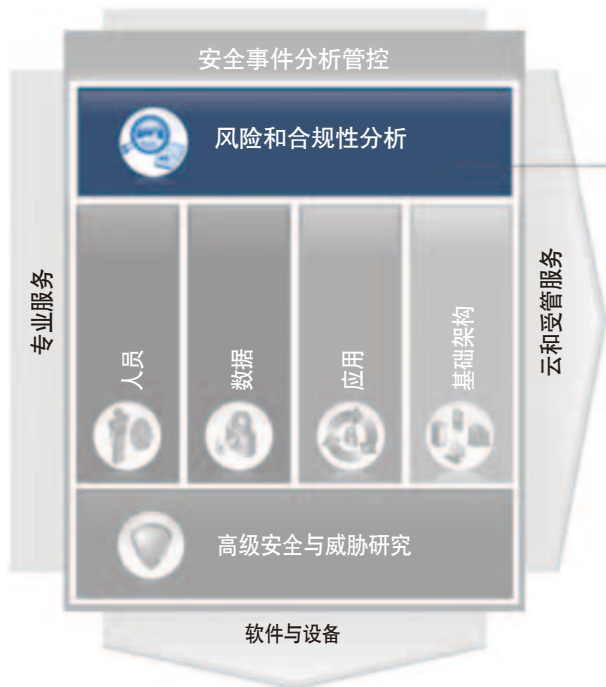 安全事件分析管控
风险和合规性分析
专业服务
人员
数据
应用
基础架构
云和受管服务
高级安全与威胁研究
软件与设备